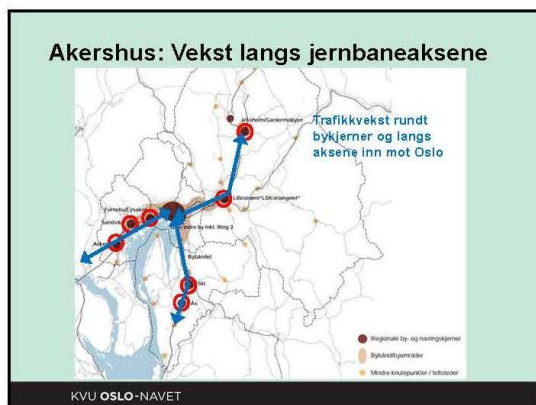 Akershus: Vekst langs jernbaneaksene
Jessheim/Gardermobyen
Trafikkvekst rundt
bykjerner og langs
aksene inn mot Oslo
Lillestrøm/"LSK-triangelet"
Fornebu/Lysaker
Sandvika
indre by inkl. Ring 3
Asker
Bybåndet
Ski
Ås
Regionale by- og næringskjerner
Bybånd/byområder
Mindre knutepunkter / tettsteder
KVU OSLO-NAVET